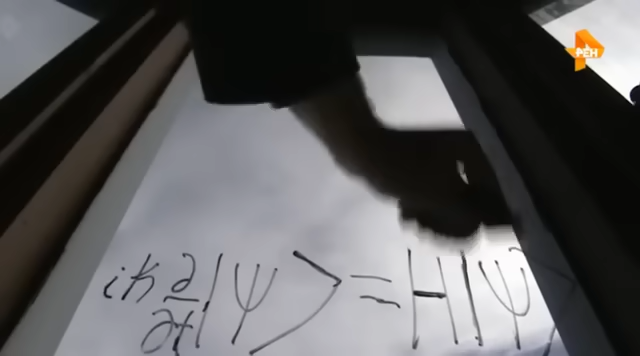 РЕН
iℏ ∂/∂t |Ψ> = H|Ψ